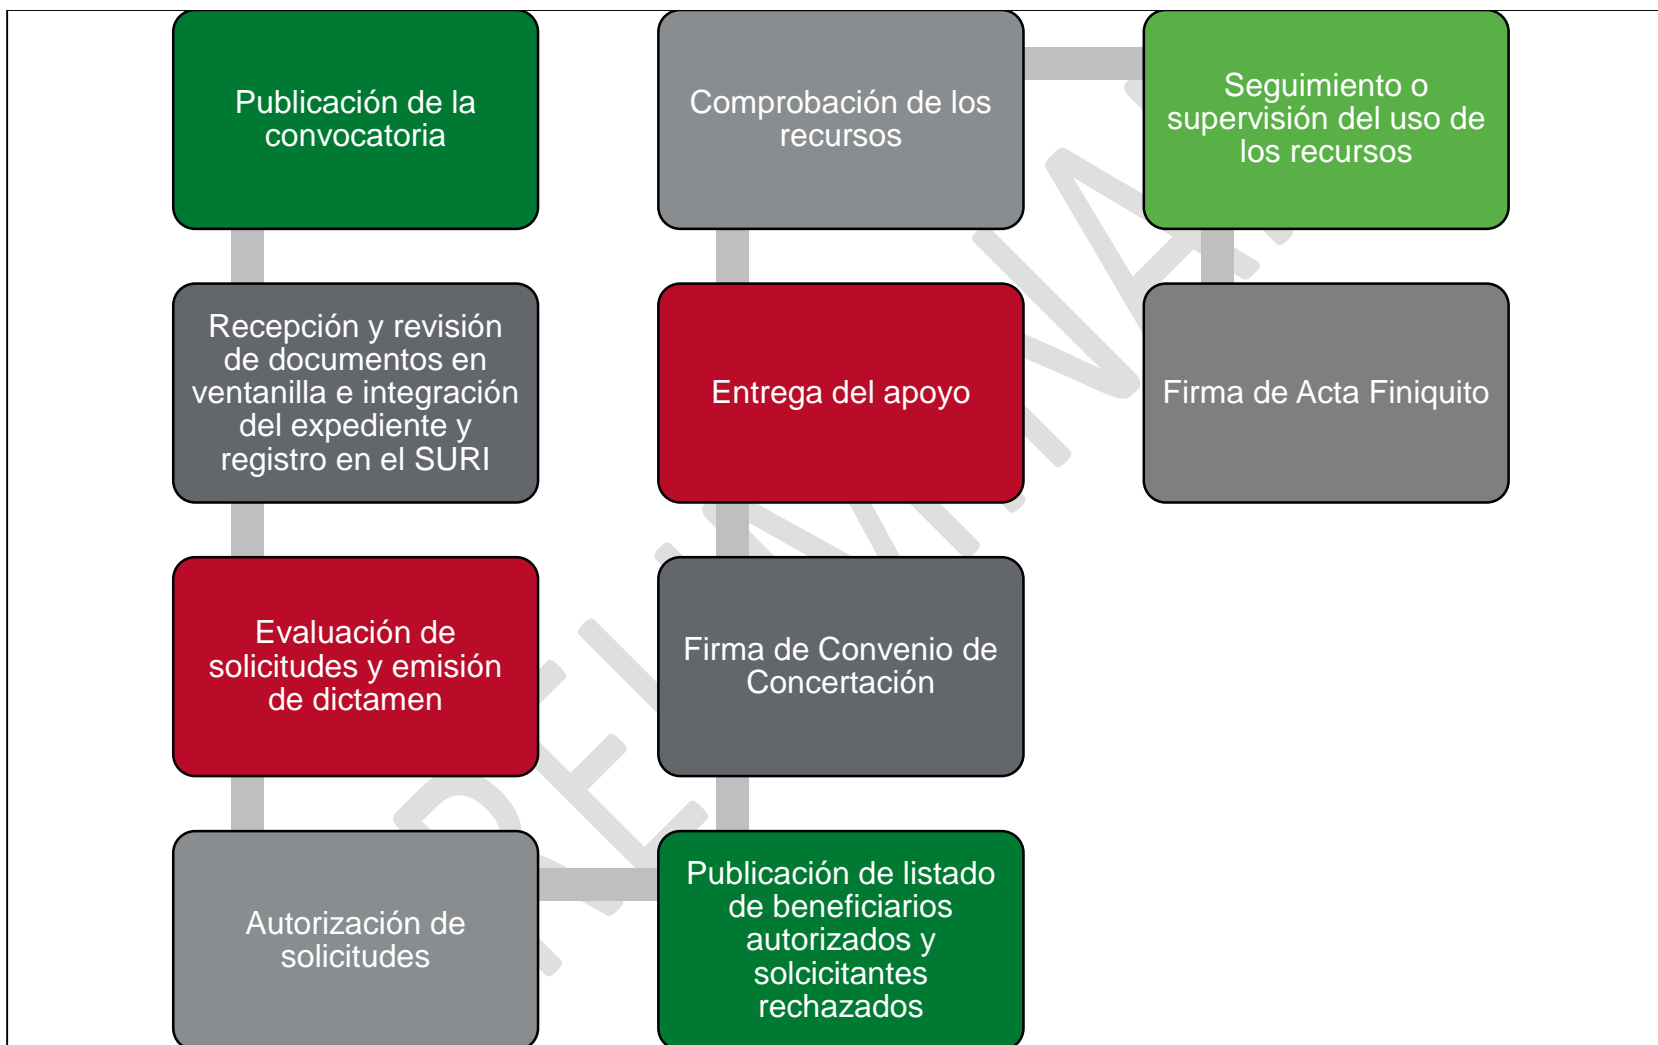 Publicación de la
convocatoria
Recepción y revisión
de documentos en
ventanilla e integración
del expediente y
registro en el SURI
Evaluación de
solicitudes y emisión
de dictamen
Autorización de
solicitudes
Publicación de listado
de beneficiarios
autorizados y
solcicitantes
rechazados
Firma de Convenio de
Concertación
Entrega del apoyo
Comprobación de los
recursos
Seguimiento o
supervisión del uso de
los recursos
Firma de Acta Finiquito